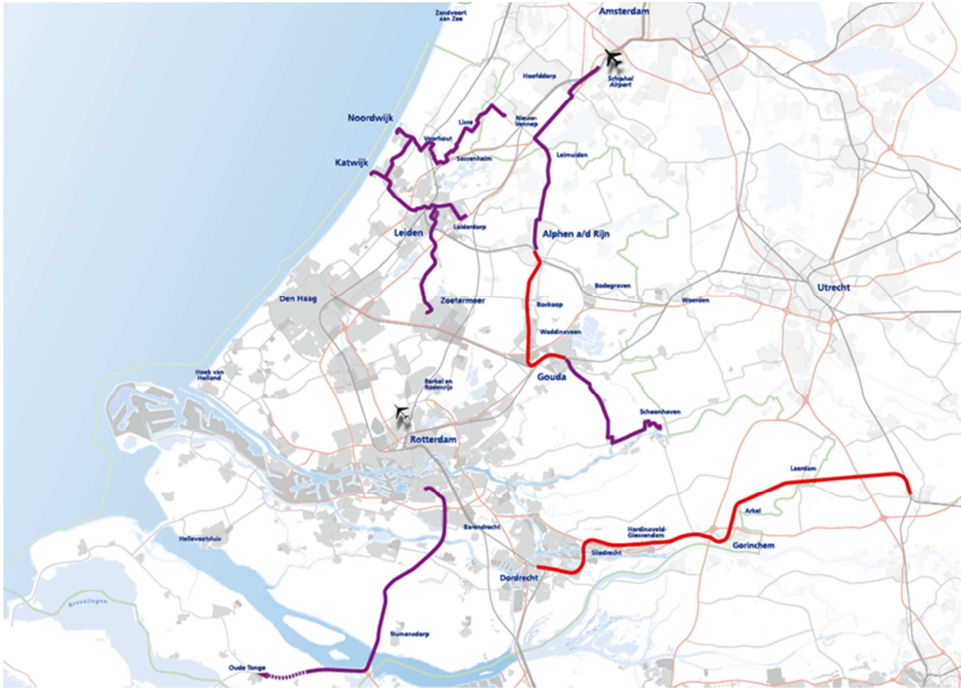 Amsterdam
Zandvoort
aan Zee
Hoofddorp
Schiphol
Airport
Noordwijk
Lisse
Nieuw-
Vennep
Voorhout
Katwijk
Sassenheim
Leimuiden
Leiden
Leiderdorp
Alphen a/d Rijn
Utrecht
Bodegraven
Den Haag
Zoetermeer
Boskoop
Woerden
Waddinxveen
Hoek van
Holland
Gouda
Berkel en
Rodenrijs
Schoonhoven
Rotterdam
Leerdam
Arkel
Barendrecht
Hardinxveld-
Giessendam
Hellevoetsluis
Sliedrecht
Gorinchem
Dordrecht
Grevelingen
Numansdorp
Oude Tonge